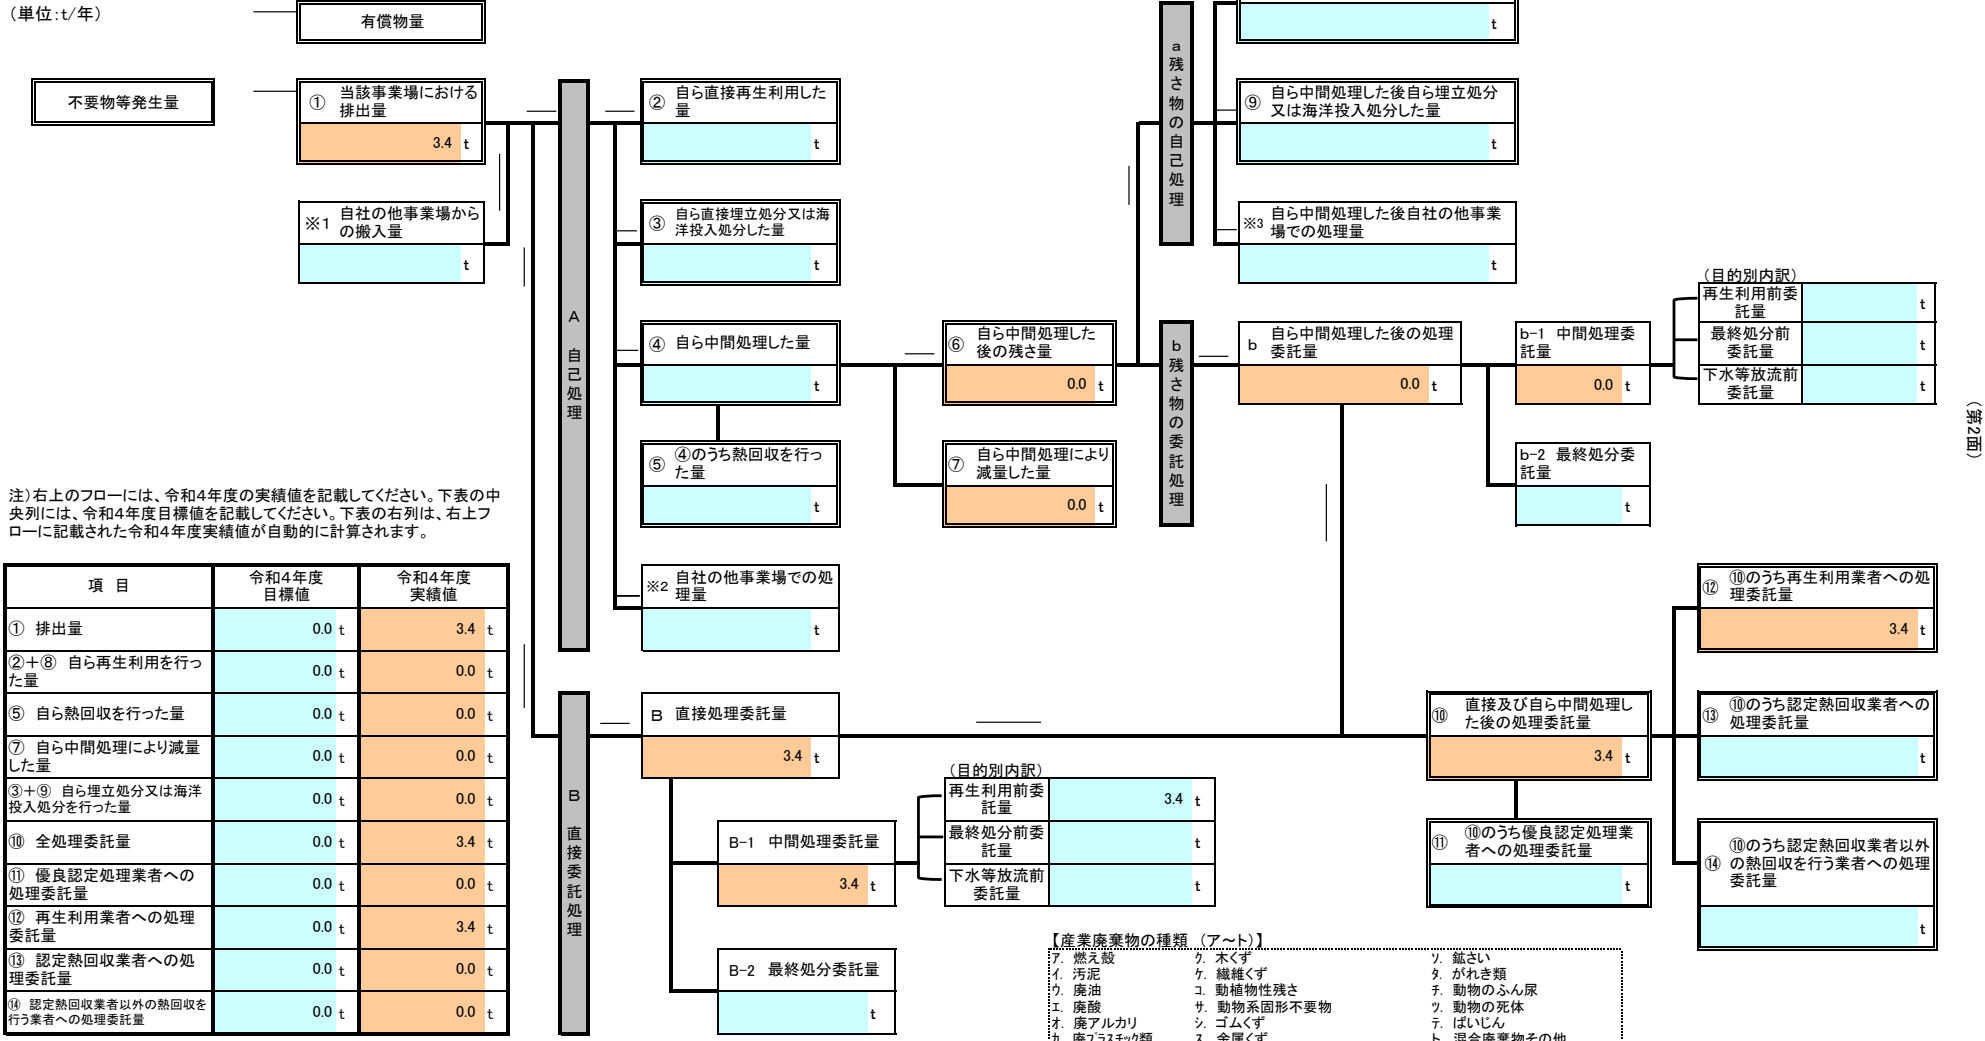 （単位：ｔ/年）
有償物量
不要物等発生量
① 当該事業場における
排出量
3.4 t
※1 自社の他事業場から
の搬入量
t
A
自己処理
② 自ら直接再生利用した
量
t
③ 自ら直接埋立処分又は海
洋投入処分した量
t
④ 自ら中間処理した量
t
⑤ ④のうち熱回収を行っ
た量
t
※2 自社の他事業場での処
理量
t
⑥ 自ら中間処理した
後の残さ量
0.0 t
⑦ 自ら中間処理により
減量した量
0.0 t
a
残さ物の自己処理
t
⑨ 自ら中間処理した後自ら埋立処分
又は海洋投入処分した量
t
※3 自ら中間処理した後自社の他事業
場での処理量
t
b
残さ物の委託処理
b 自ら中間処理した後の処理
委託量
0.0 t
b-1 中間処理委
託量
0.0 t
b-2 最終処分委
託量
t
（目的別内訳）
再生利用前委
託量
t
最終処分前
委託量
t
下水等放流前
委託量
t
（第2面）
注）右上のフローには、令和4年度の実績値を記載してください。下表の中
央列には、令和4年度目標値を記載してください。下表の右列は、右上フ
ローに記載された令和4年度実績値が自動的に計算されます。
項 目 令和4年度
目標値 令和4年度
実績値
① 排出量 0.0 t 3.4 t
②＋⑧ 自ら再生利用を行っ
た量 0.0 t 0.0 t
⑤ 自ら熱回収を行った量 0.0 t 0.0 t
⑦ 自ら中間処理により減量
した量 0.0 t 0.0 t
③＋⑨ 自ら埋立処分又は海洋
投入処分を行った量 0.0 t 0.0 t
⑩ 全処理委託量 0.0 t 3.4 t
⑪ 優良認定処理業者への
処理委託量 0.0 t 0.0 t
⑫ 再生利用業者への処理
委託量 0.0 t 3.4 t
⑬ 認定熱回収業者への処
理委託量 0.0 t 0.0 t
⑭ 認定熱回収業者以外の熱回収を
行う業者への処理委託量 0.0 t 0.0 t
B
直接委託処理
B 直接処理委託量
3.4 t
B-1 中間処理委託量
3.4 t
B-2 最終処分委託量
t
（目的別内訳）
再生利用前委
託量
3.4 t
最終処分前委
託量
t
下水等放流前
委託量
t
⑩ 直接及び自ら中間処理し
た後の処理委託量
3.4 t
⑪ ⑩のうち優良認定処理業
者への処理委託量
t
⑫ ⑩のうち再生利用業者への処
理委託量
3.4 t
⑬ ⑩のうち認定熱回収業者への
処理委託量
t
⑭ ⑩のうち認定熱回収業者以外
の熱回収を行う業者への処理
委託量
t
【産業廃棄物の種類 （ア～ト）】
ア. 燃え殻 ク. 木くず ソ. 鉱さい
イ. 汚泥 ケ. 繊維くず タ. がれき類
ウ. 廃油 コ. 動植物性残さ チ. 動物のふん尿
エ. 廃酸 サ. 動物系固形不要物 ツ. 動物の死体
オ. 廃アルカリ シ. ゴムくず テ. ばいじん
カ. 廃プラスチック類 ス. 金属くず ト. 混合廃棄物その他